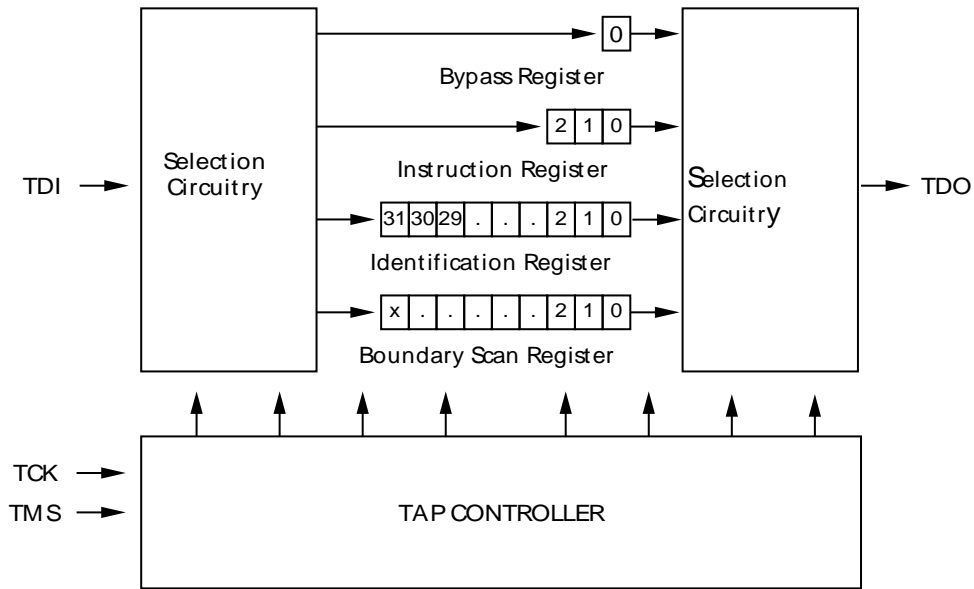 0
Bypass Register
2 1 0
Instruction Register
Selection
Circuitry
TDI
31 30 29 . . . 2 1 0
Identification Register
x . . . . . 2 1 0
Boundary Scan Register
Selection
Circuitry
TDO
TCK
TMS
TAP CONTROLLER